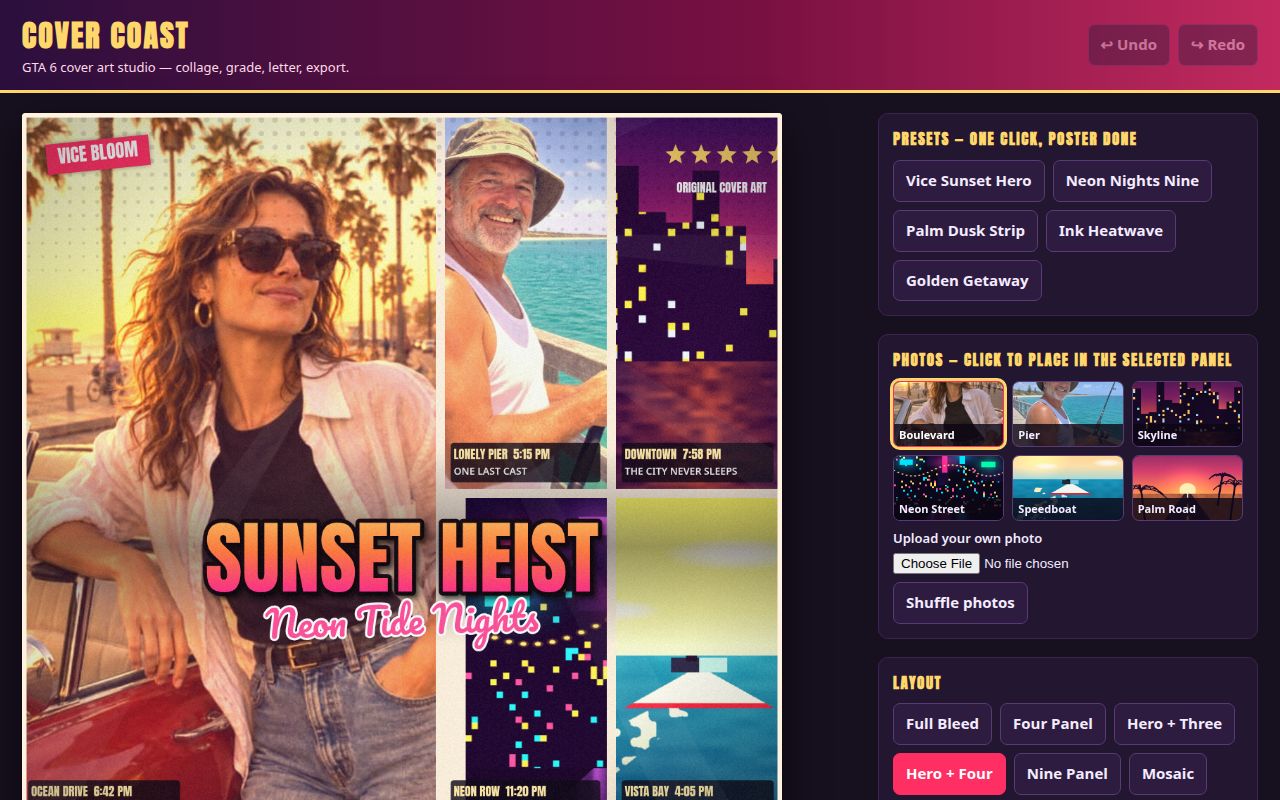 COVER COAST
GTA 6 cover art studio — collage, grade, letter, export.
↩ Undo
↪ Redo
VICE BLOOM
ORIGINAL COVER ART
LONELY PIER 5:15 PM
ONE LAST CAST
DOWNTOWN 7:58 PM
THE CITY NEVER SLEEPS
SUNSET HEIST
Neon Tide Nights
OCEAN DRIVE 6:42 PM
NEON ROW 11:20 PM
VISTA BAY 4:05 PM
PRESETS — ONE CLICK, POSTER DONE
Vice Sunset Hero
Neon Nights Nine
Palm Dusk Strip
Ink Heatwave
Golden Getaway
PHOTOS — CLICK TO PLACE IN THE SELECTED PANEL
Boulevard
Pier
Skyline
Neon Street
Speedboat
Palm Road
Upload your own photo
Choose File No file chosen
Shuffle photos
LAYOUT
Full Bleed
Four Panel
Hero + Three
Hero + Four
Nine Panel
Mosaic